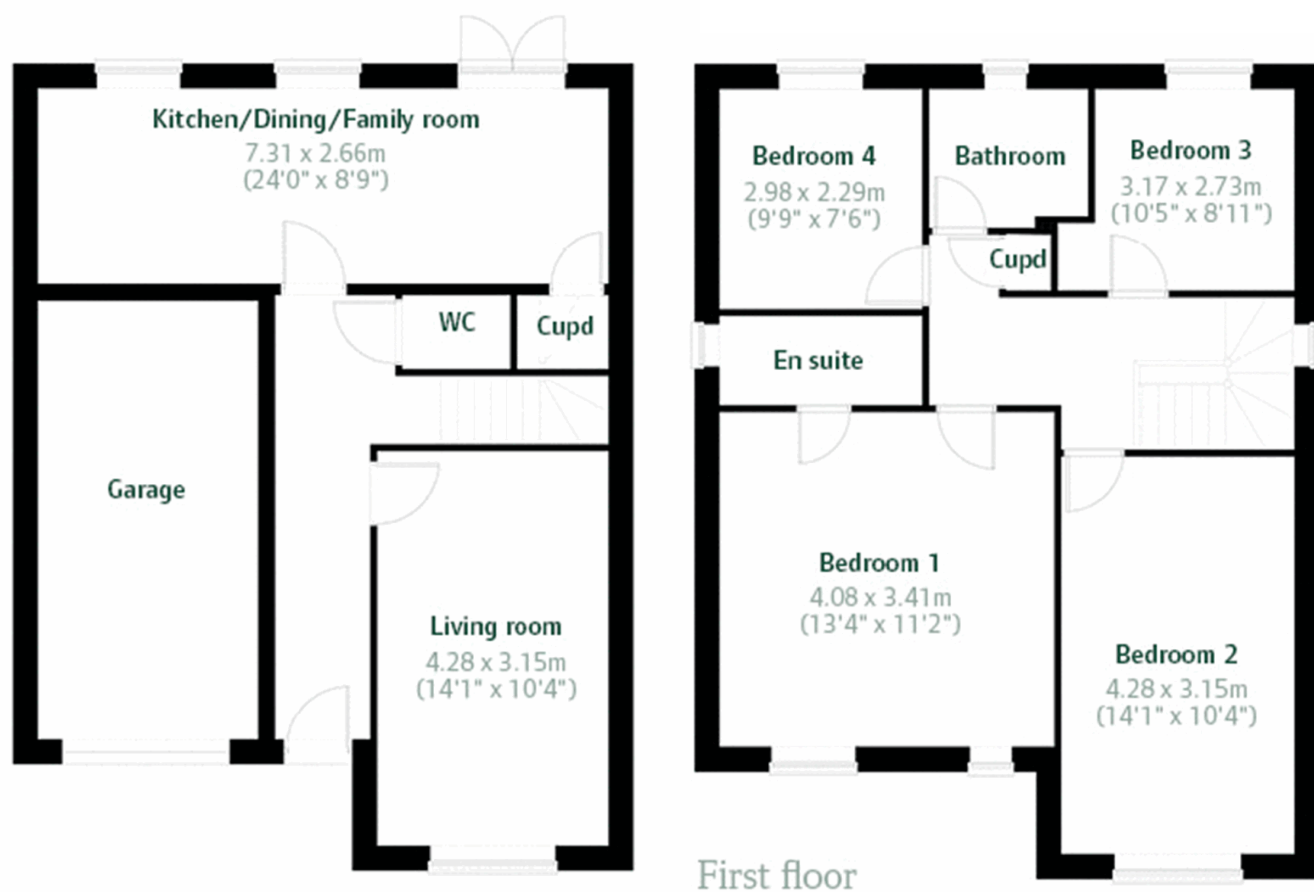 Kitchen/Dining/Family room
7.31 x 2.66m
(24'0" x 8'9")
WC
Cupd
Garage
Living room
4.28 x 3.15m
(14'1" x 10'4")
Bedroom 4
2.98 x 2.29m
(9'9" x 7'6")
Bathroom
Bedroom 3
3.17 x 2.73m
(10'5" x 8'11")
Cupd
En suite
Bedroom 1
4.08 x 3.41m
(13'4" x 11'2")
Bedroom 2
4.28 x 3.15m
(14'1" x 10'4")
First floor